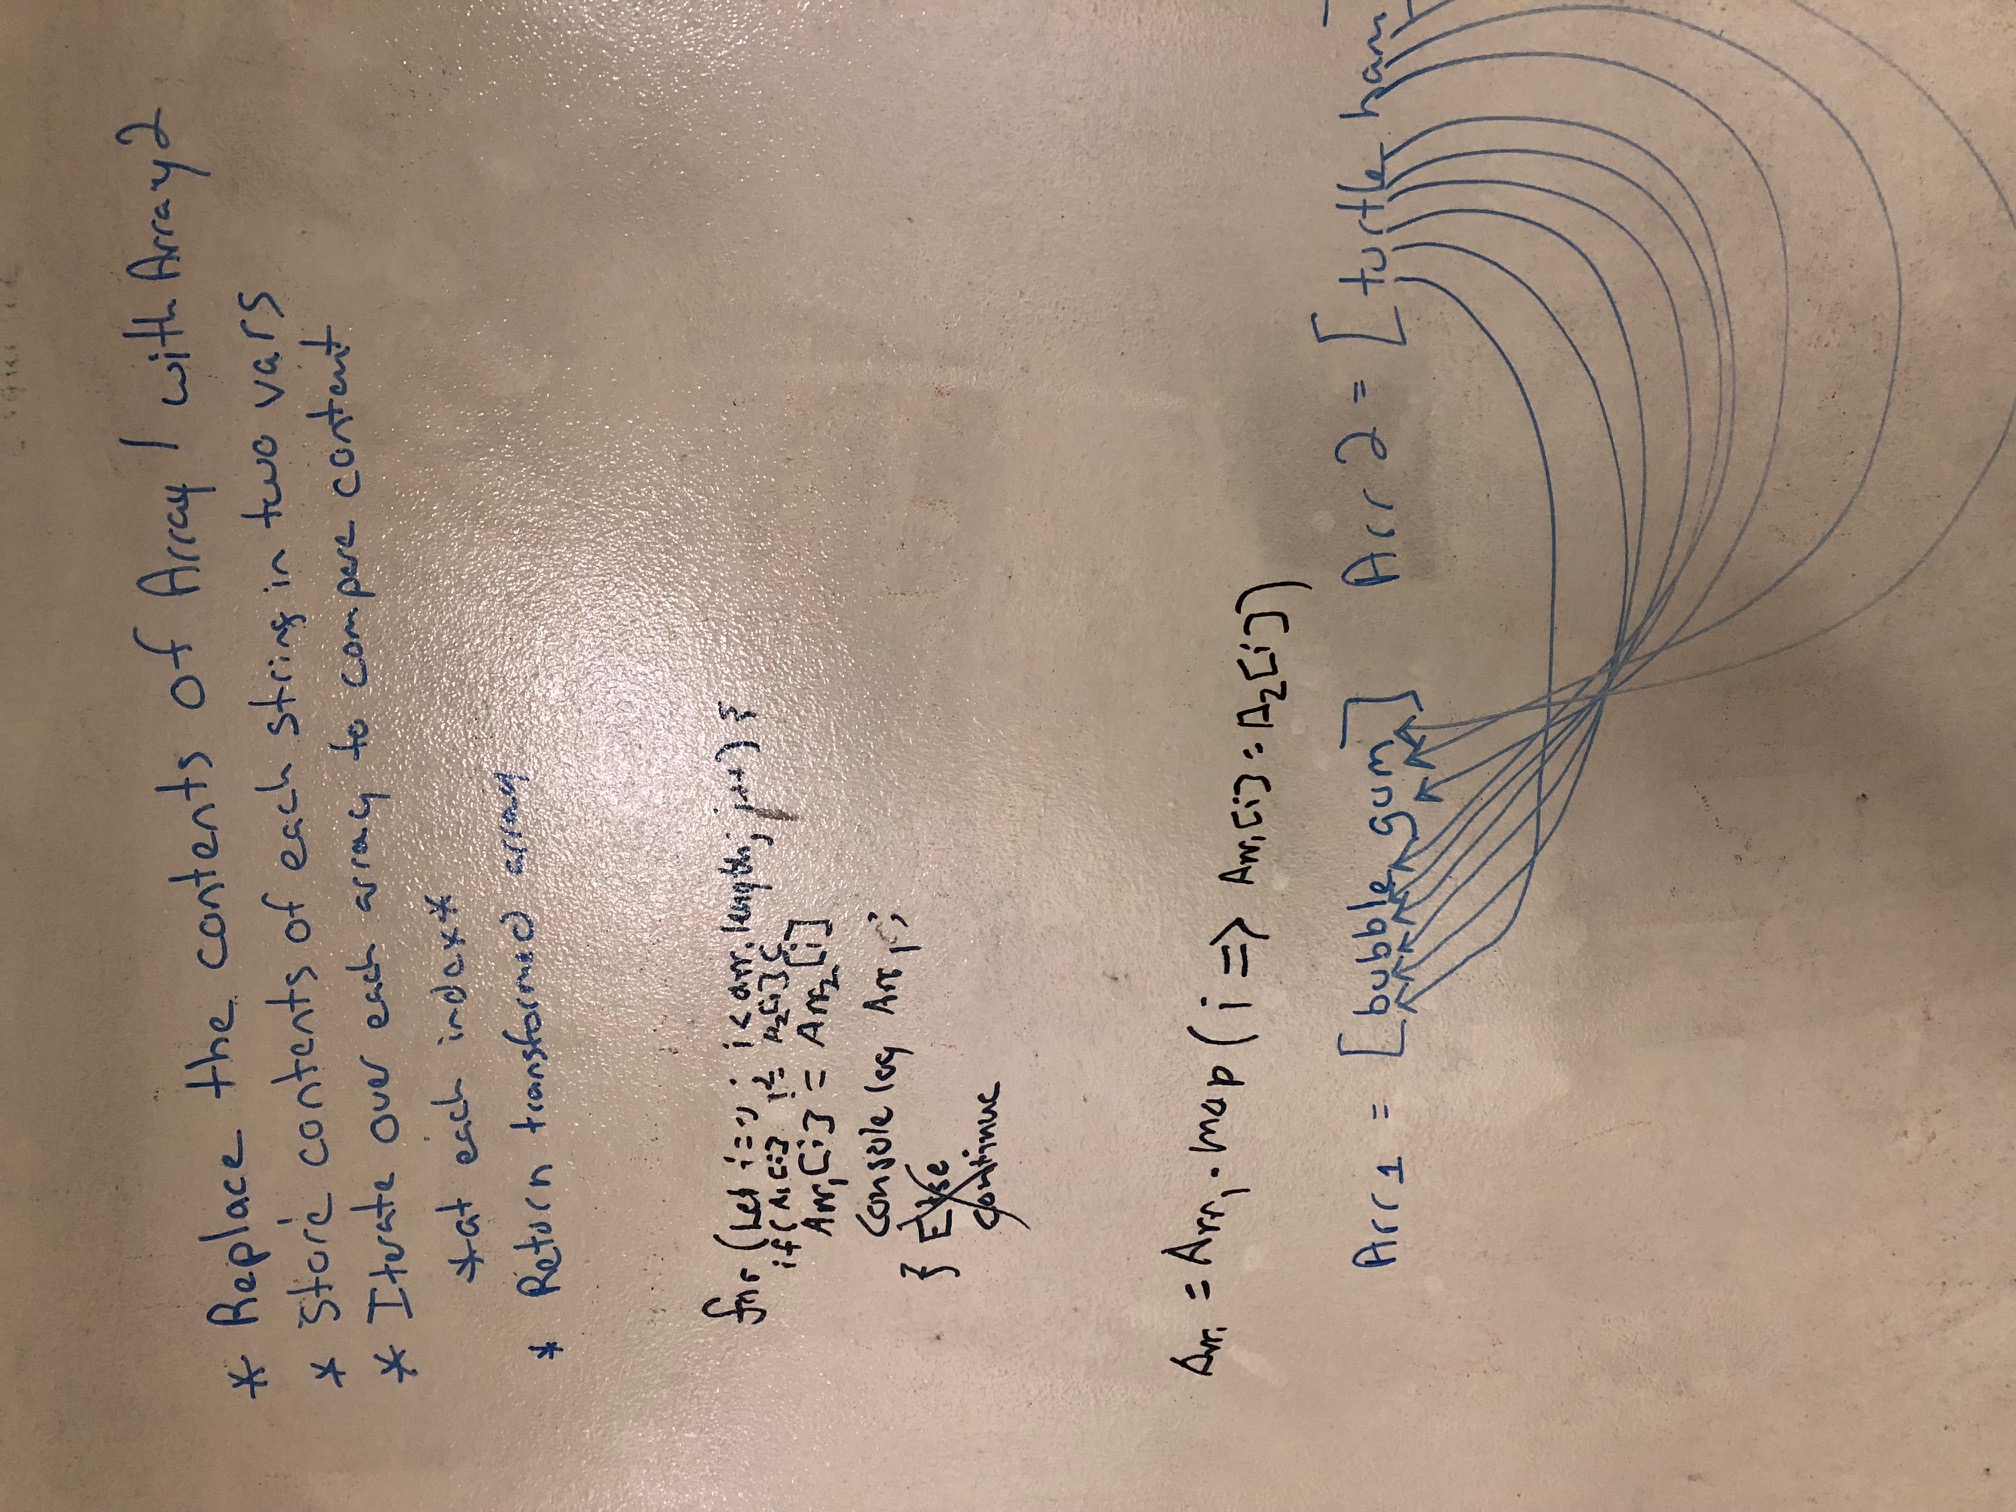 * Replace the contents of Array 1 with Array 2
* Store contents of each string in two vars
* Iterate over each array to compare content
*at each index*
* Return transformed array
for (Let i=0; i < arr.length; i++) {
if( A1[i] != A2[i] {
Arr1[i] = Arr2[i]
Console log Arr1;
} Else
continue
Arr1 = Arr1.map(i => Arr1[i] = A2[i])
Arr1 = [bubble gum] Arr2 = [turtle ham]